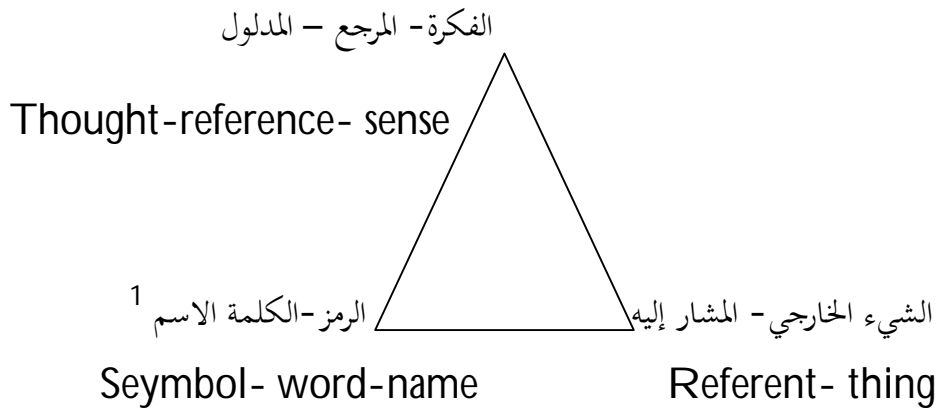 الفكرة- المرجع – المدلول
Thought-reference- sense
الشيء الخارجي- المشار إليه
الرمز-الكلمة الاسم 1
Seymbol- word-name
Referent- thing